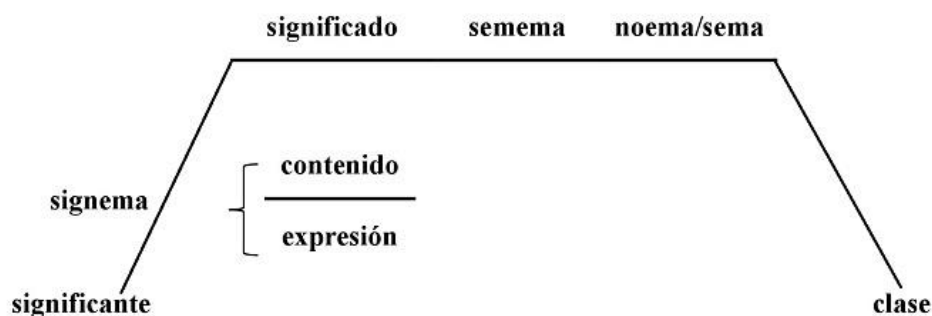 significado semema noema/sema
contenido
signema
expresión
significante clase